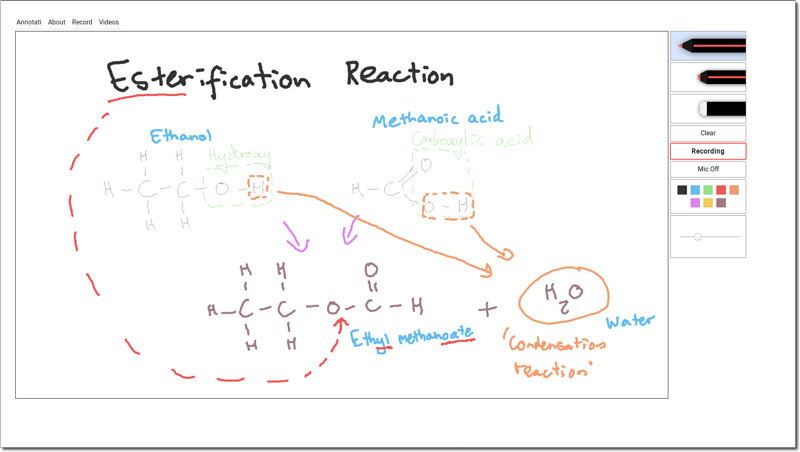 Annotati About Record Videos
Esterification Reaction
Ethanol
Methanoic acid
Hydroxy
Carboxylic acid
H H
O
H - C - C - O - H
H - C
O - H
H H
Clear
Recording
Mic Off
H H O
H - C - C - O - C - H + H2O
H H
Ethyl methanoate
Water
'Condensation
reaction'